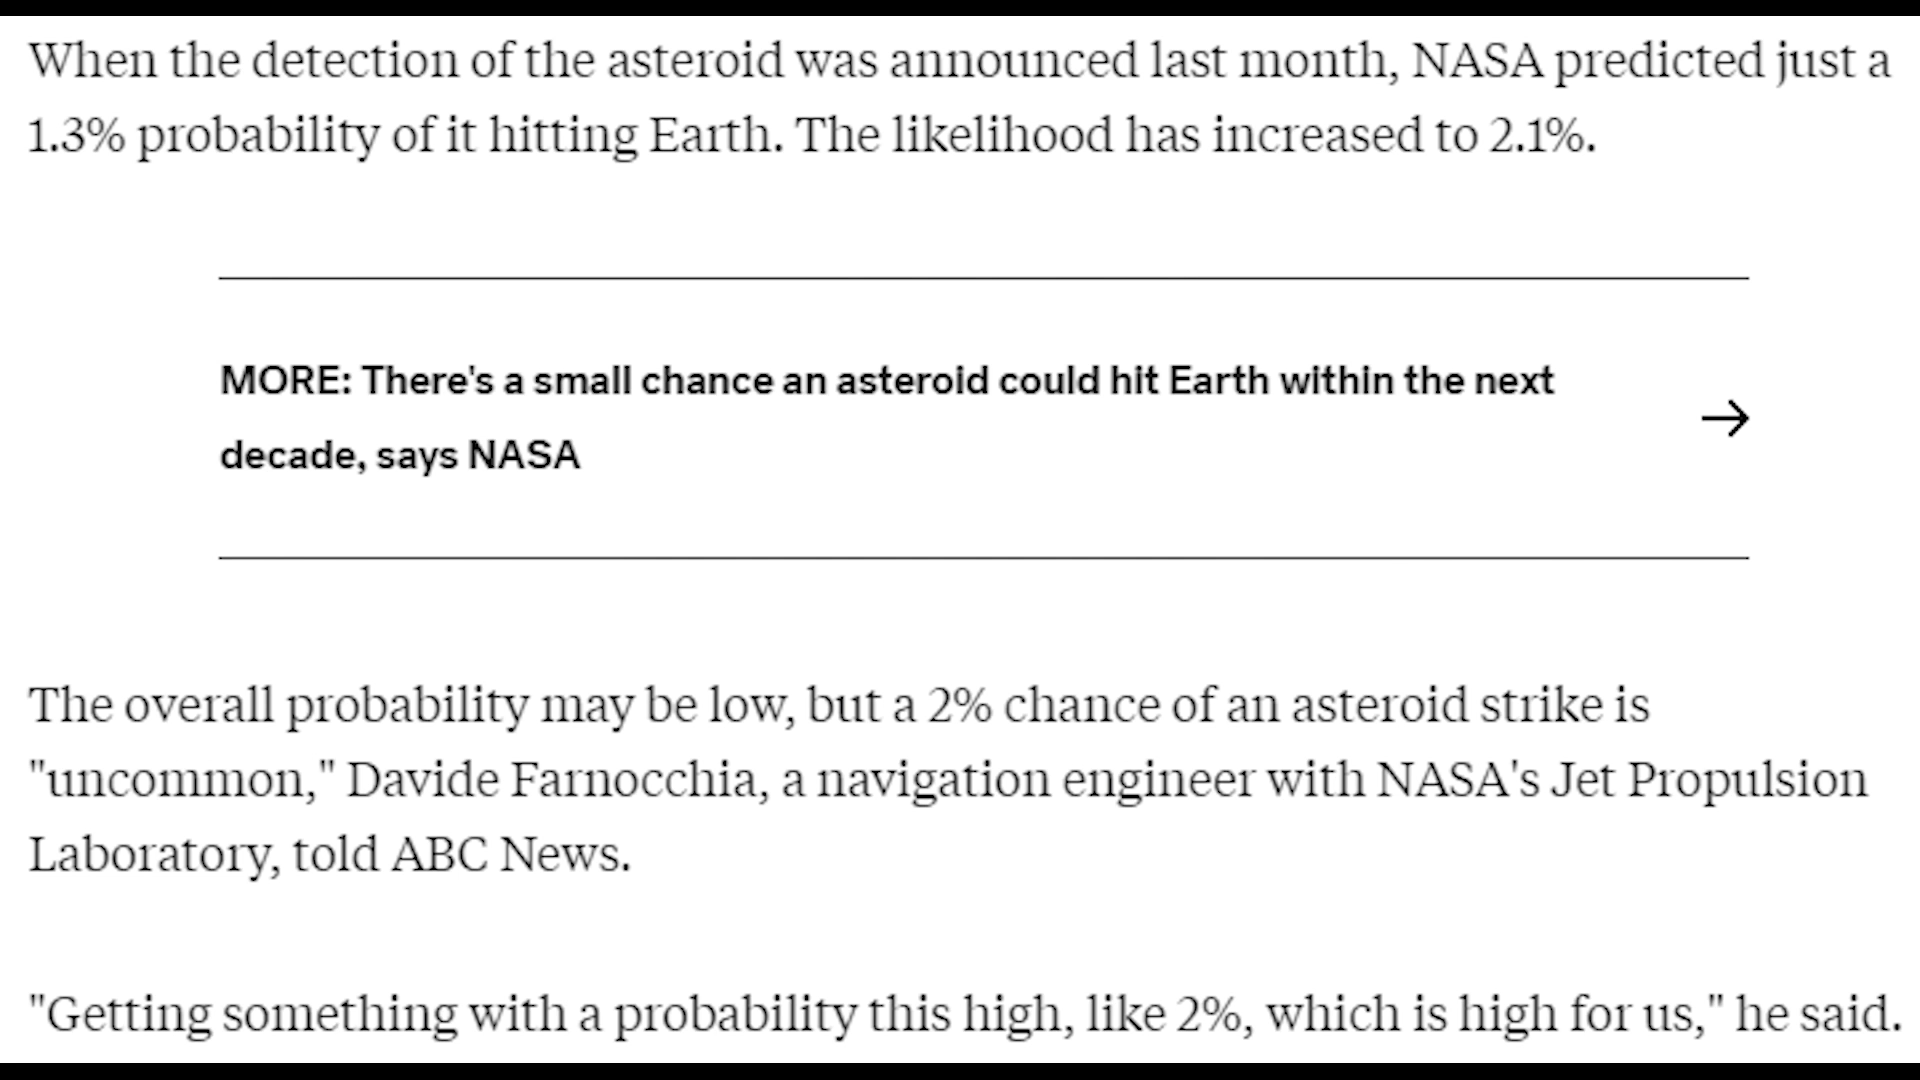 When the detection of the asteroid was announced last month, NASA predicted just a
1.3% probability of it hitting Earth. The likelihood has increased to 2.1%.
MORE: There's a small chance an asteroid could hit Earth within the next
decade, says NASA
The overall probability may be low, but a 2% chance of an asteroid strike is
"uncommon," Davide Farnocchia, a navigation engineer with NASA's Jet Propulsion
Laboratory, told ABC News.
"Getting something with a probability this high, like 2%, which is high for us," he said.